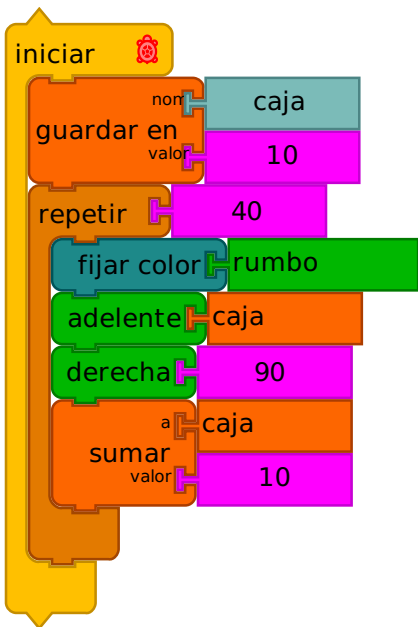 iniciar
nom caja
guardar en
valor 10
repetir 40
fijar color rumbo
adelente caja
derecha 90
a caja
sumar
valor 10